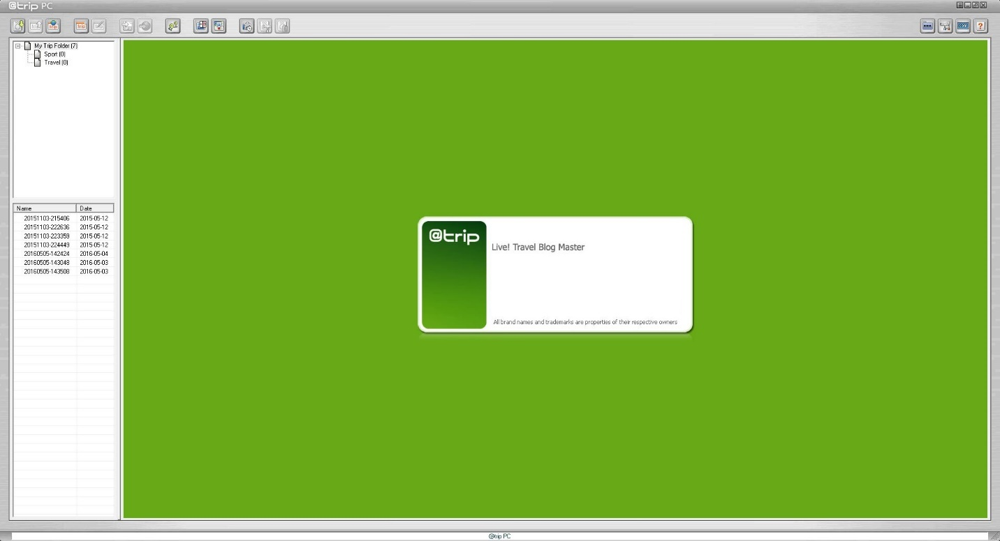 @trip PC
My Trip Folder (7)
Sport (0)
Travel (0)
Name Date
20151103-215406 2015-05-12
20151103-222636 2015-05-12
20151103-223359 2015-05-12
20151103-224449 2015-05-12
20160505-142424 2016-05-04
20160505-143048 2016-05-03
20160505-143508 2016-05-03
@trip
Live! Travel Blog Master
All brand names and trademarks are properties of their respective owners
@trip PC